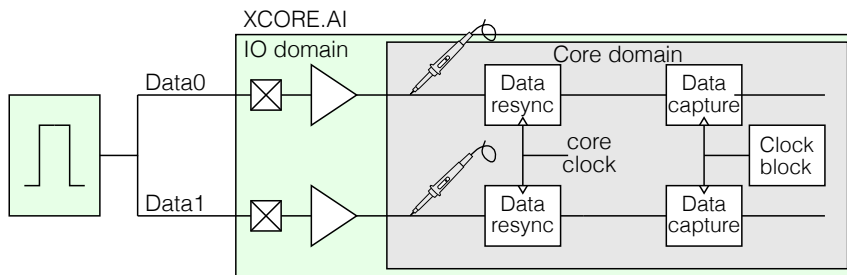 XCORE.AI
IO domain
Core domain
Data0
Data
resync
Data
capture
core
clock
Clock
block
Data1
Data
resync
Data
capture